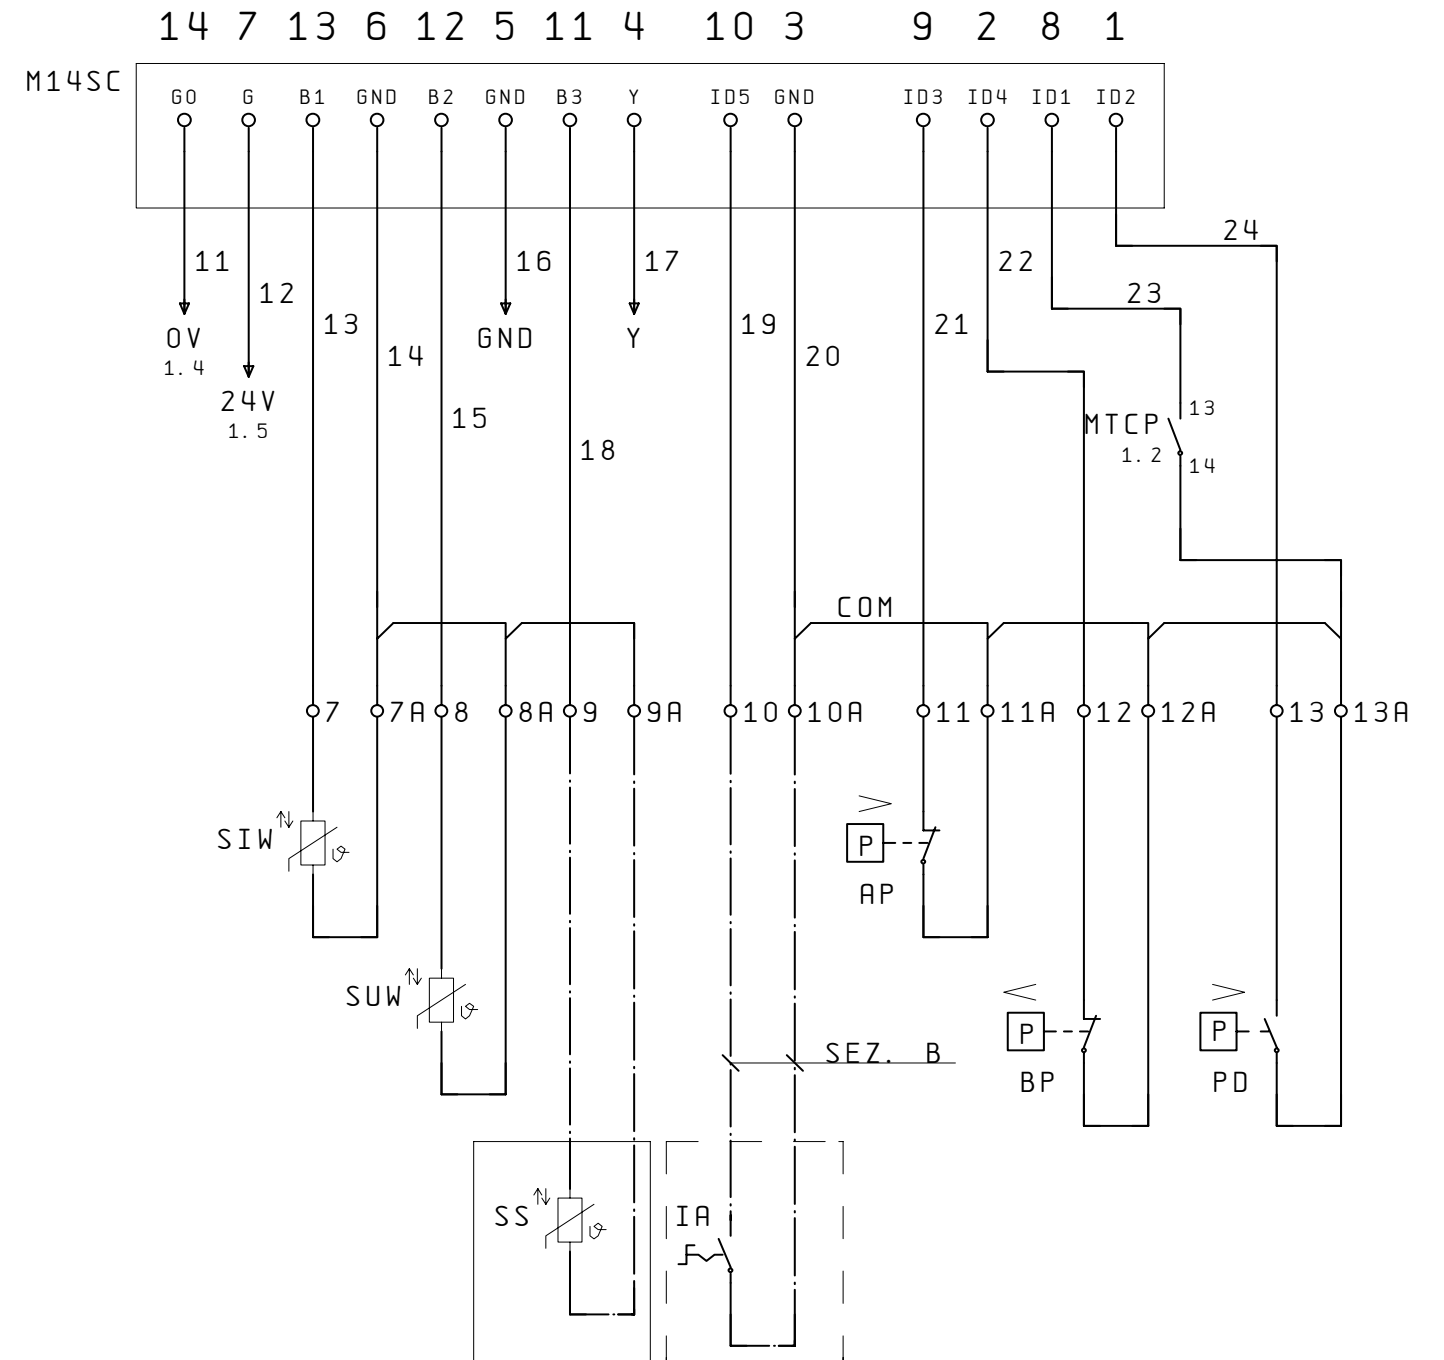 14 7 13 6 12 5 11 4 10 3 9 2 8 1
M14SC
G0 G B1 GND B2 GND B3 Y ID5 GND ID3 ID4 ID1 ID2
24
11 16 17 22
12 23
13 19 21
0V GND Y
1.4
14 20
24V
1.5
13
15 MTCP
1.2
14
18
COM
7 7A 8 8A 9 9A 10 10A 11 11A 12 12A 13 13A
>
SIW ϑ P
AP
SUW ϑ < >
P P
SEZ. B
BP PD
SS ϑ IA